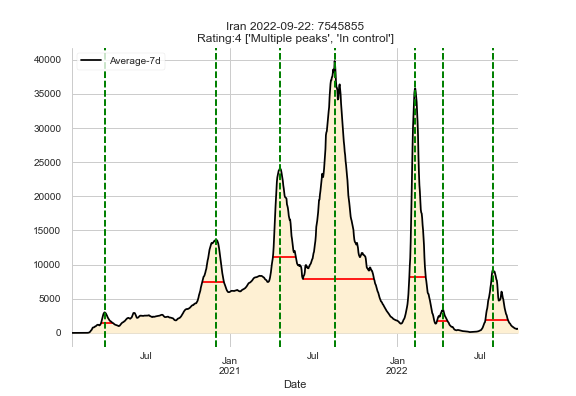 Iran 2022-09-22: 7545855
Rating:4 ['Multiple peaks', 'In control']
Average-7d
40000
35000
30000
25000
20000
15000
10000
5000
0
Jul
Jan
2021
Jul
Jan
2022
Jul
Date